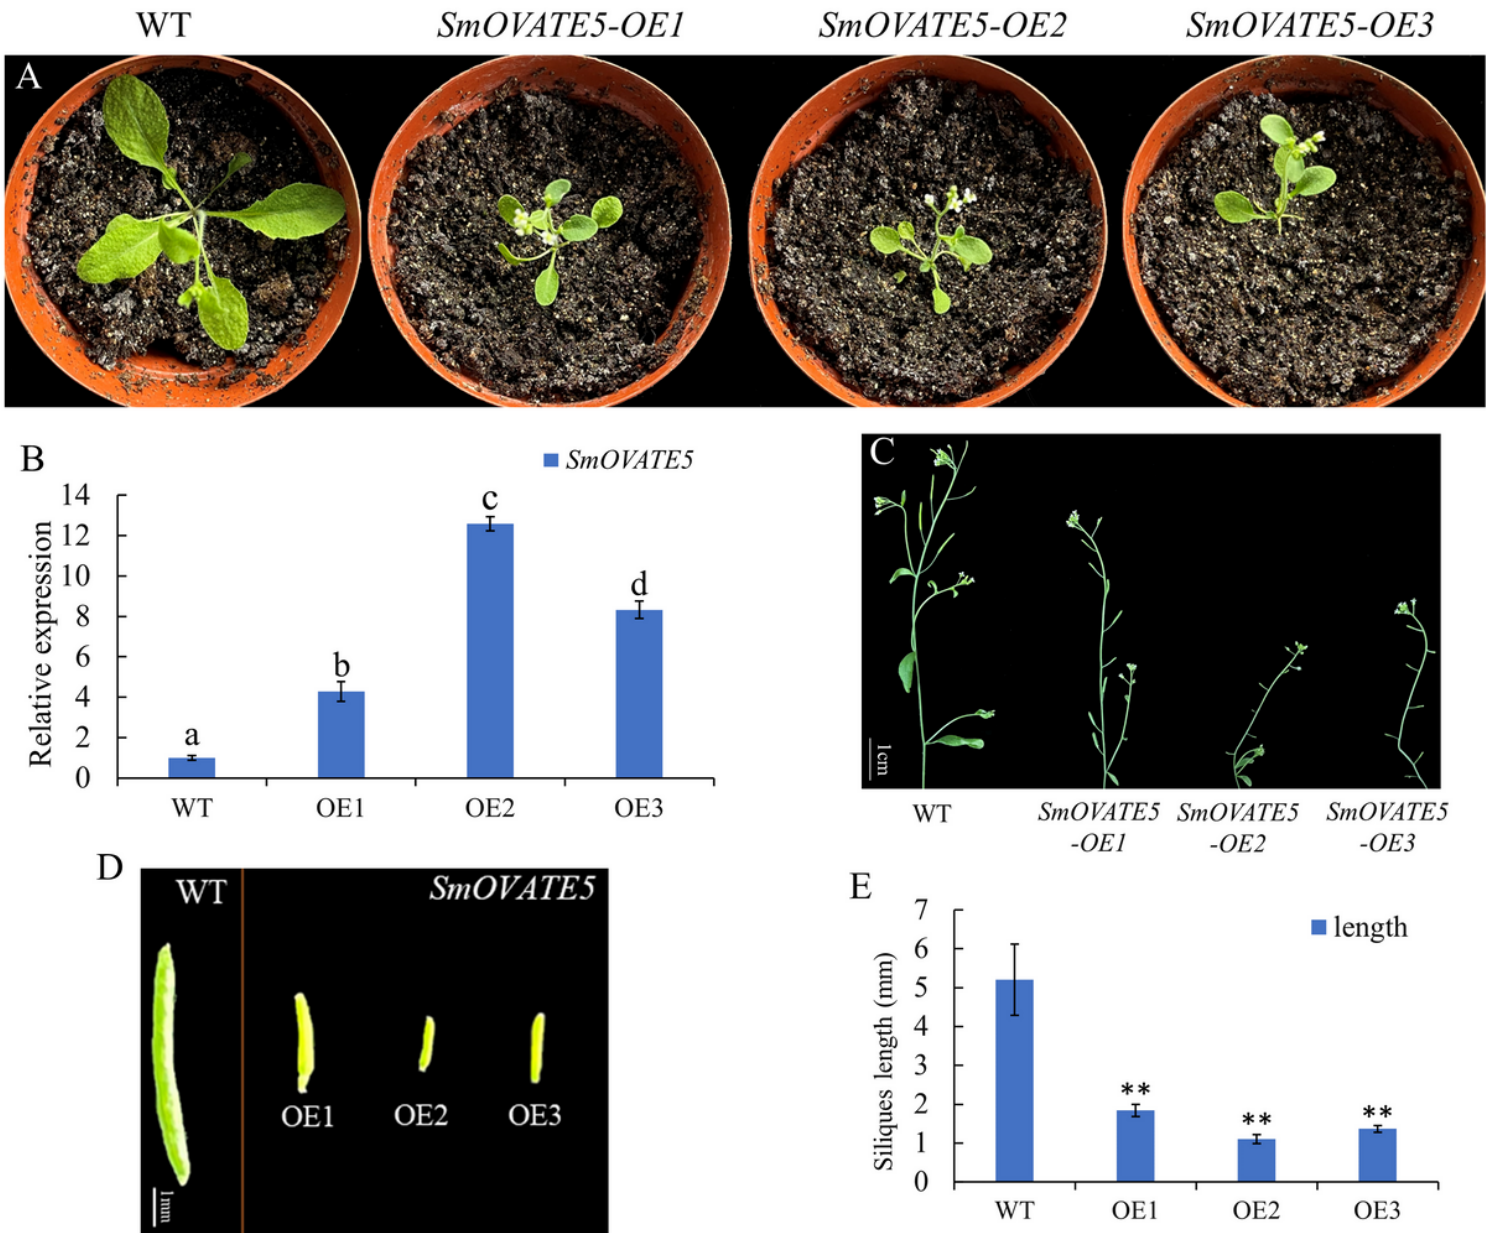 WT SmOVATE5-OE1 SmOVATE5-OE2 SmOVATE5-OE3
A
B
SmOVATE5
Relative expression
14
12
10
8
6
4
2
0
a
b
c
d
WT OE1 OE2 OE3
C
1cm
WT
SmOVATE5
-OE1
SmOVATE5
-OE2
SmOVATE5
-OE3
D
WT
SmOVATE5
OE1 OE2 OE3
1mm
E
length
Siliques length (mm)
7
6
5
4
3
2
1
0
**
**
**
WT OE1 OE2 OE3